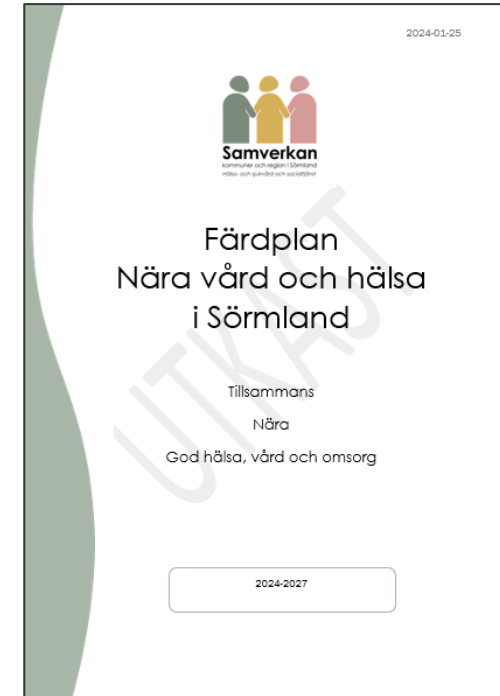 2024-01-25
Samverkan
kommuner och region i Sörmland
Hälso- och sjukvård och socialtjänst
Färdplan
Nära vård och hälsa
i Sörmland
UTKAST
Tillsammans
Nära
God hälsa, vård och omsorg
2024-2027